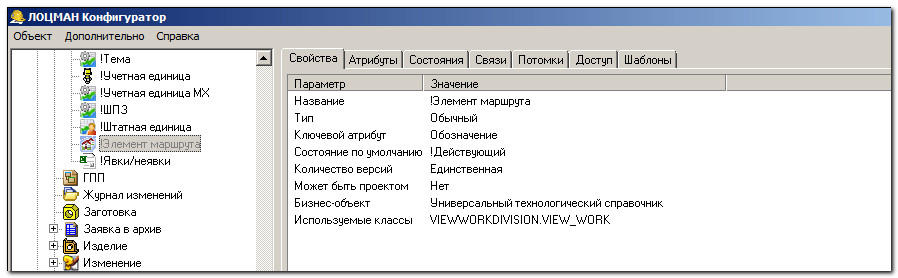 ЛОЦМАН Конфигуратор
Объект Дополнительно Справка
!Тема
!Учетная единица
!Учетная единица МХ
!ШПЗ
!Штатная единица
!Элемент маршрута
!Явки/неявки
ГПП
Журнал изменений
Заготовка
Заявка в архив
Изделие
Изменение
Свойства Атрибуты Состояния Связи Потомки Доступ Шаблоны
Параметр Значение
Название !Элемент маршрута
Тип Обычный
Ключевой атрибут Обозначение
Состояние по умолчанию !Действующий
Количество версий Единственная
Может быть проектом Нет
Бизнес-объект Универсальный технологический справочник
Используемые классы VIEWWORKDIVISION.VIEW_WORK